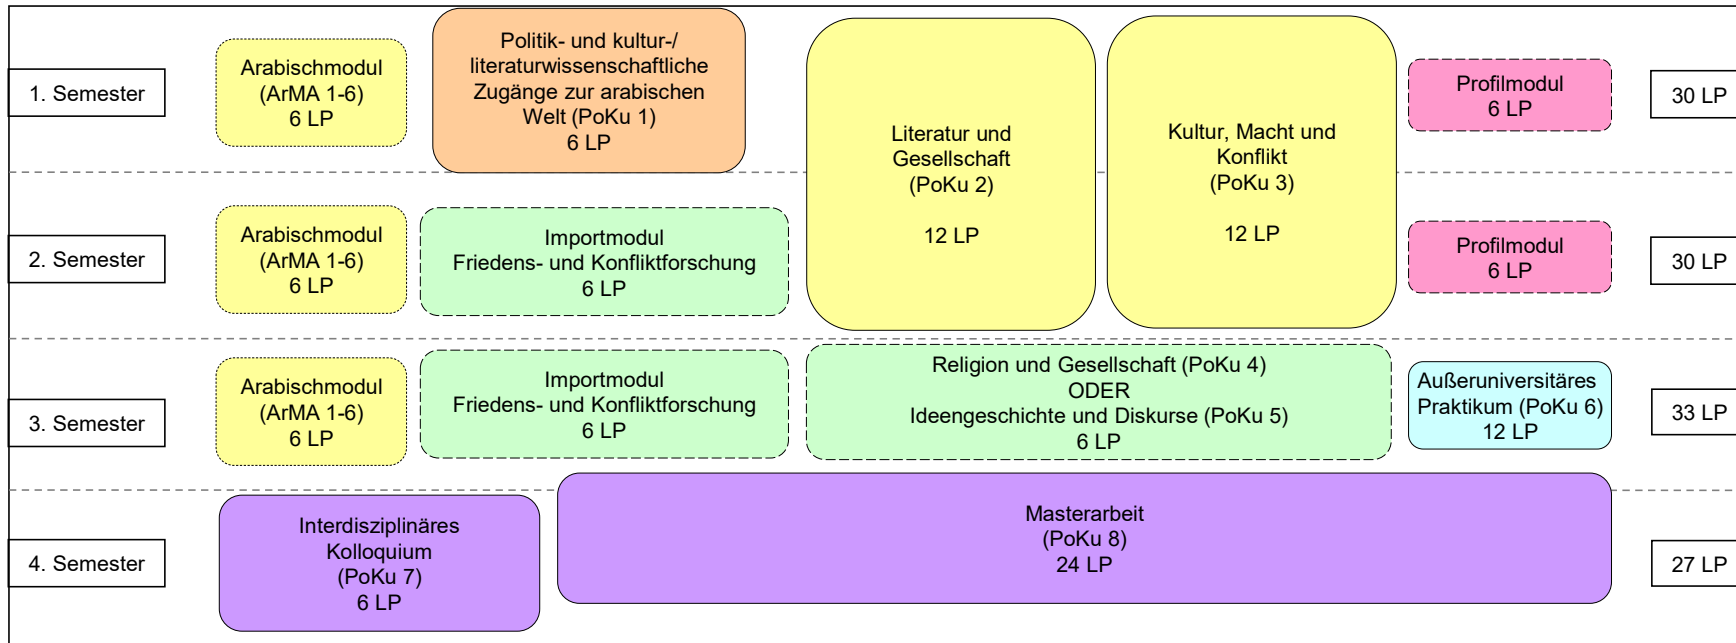 1. Semester
Arabischmodul
(ArMA 1-6)
6 LP
Politik- und kultur-/
literaturwissenschaftliche
Zugänge zur arabischen
Welt (PoKu 1)
6 LP
Literatur und
Gesellschaft
(PoKu 2)
12 LP
Kultur, Macht und
Konflikt
(PoKu 3)
12 LP
Profilmodul
6 LP
30 LP
2. Semester
Arabischmodul
(ArMA 1-6)
6 LP
Importmodul
Friedens- und Konfliktforschung
6 LP
Profilmodul
6 LP
30 LP
3. Semester
Arabischmodul
(ArMA 1-6)
6 LP
Importmodul
Friedens- und Konfliktforschung
6 LP
Religion und Gesellschaft (PoKu 4)
ODER
Ideengeschichte und Diskurse (PoKu 5)
6 LP
Außeruniversitäres
Praktikum (PoKu 6)
12 LP
33 LP
4. Semester
Interdisziplinäres
Kolloquium
(PoKu 7)
6 LP
Masterarbeit
(PoKu 8)
24 LP
27 LP